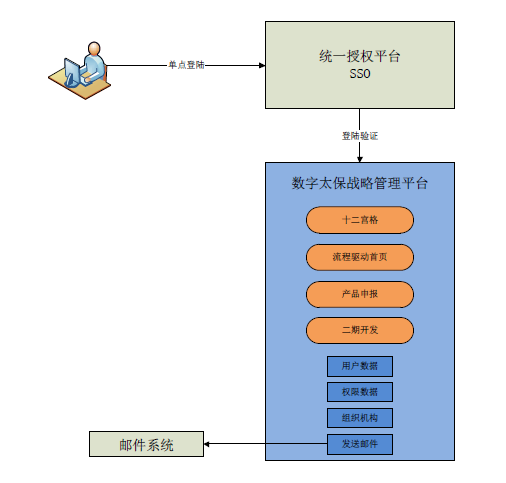 单点登陆
统一授权平台
SSO
登陆验证
数字太保战略管理平台
十二宫格
流程驱动首页
产品申报
二期开发
用户数据
权限数据
组织机构
发送邮件
邮件系统